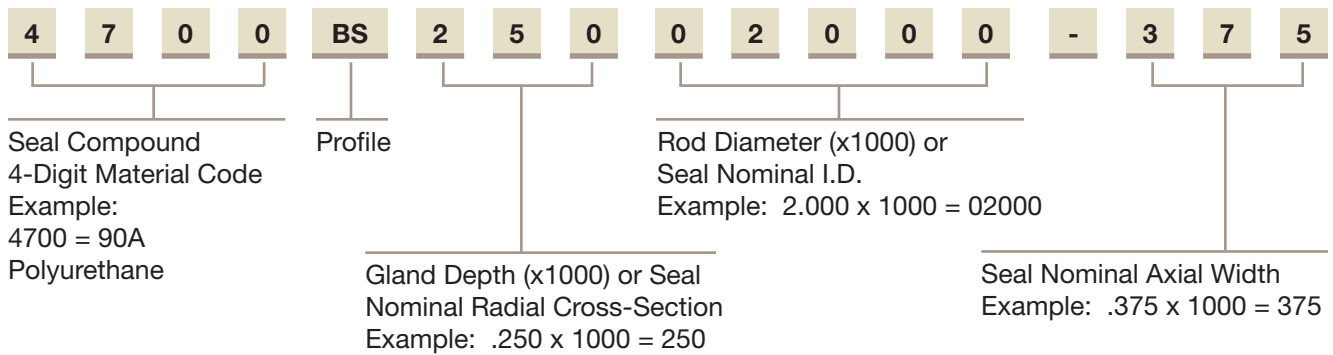 4 7 0 0 BS 2 5 0 0 2 0 0 0 - 3 7 5
Seal Compound
4-Digit Material Code
Example:
4700 = 90A
Polyurethane
Profile
Gland Depth (x1000) or Seal
Nominal Radial Cross-Section
Example: .250 x 1000 = 250
Rod Diameter (x1000) or
Seal Nominal I.D.
Example: 2.000 x 1000 = 02000
Seal Nominal Axial Width
Example: .375 x 1000 = 375